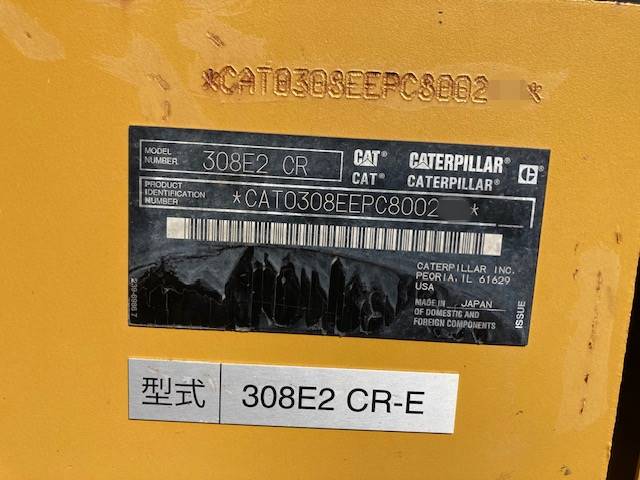 *CAT0308EEPC8002 *
MODEL NUMBER 308E2 CR
CAT® CATERPILLAR®
CAT® CATERPILLAR®
PRODUCT IDENTIFICATION NUMBER *CAT0308EEPC8002 *
CATERPILLAR INC.
PEORIA, IL 61629
USA
MADE IN JAPAN
OF DOMESTIC AND
FOREIGN COMPONENTS
ISSUE
型式 308E2 CR-E